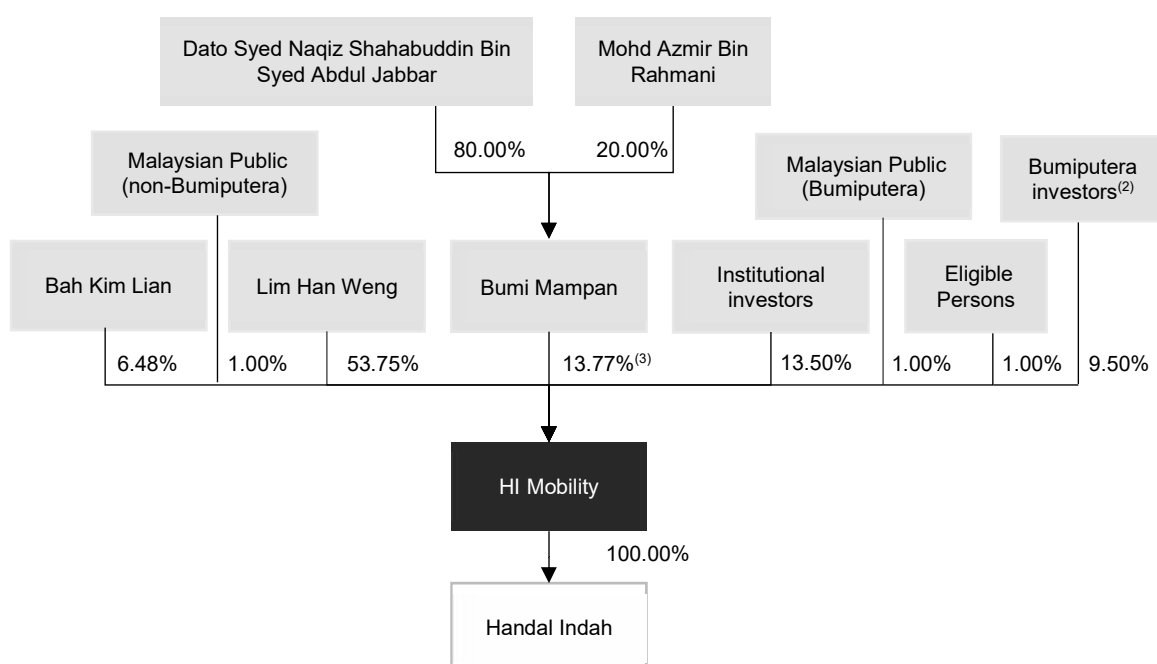 Dato Syed Naqiz Shahabuddin Bin
Syed Abdul Jabbar
Mohd Azmir Bin
Rahmani
80.00%
20.00%
Malaysian Public
(non-Bumiputera)
Malaysian Public
(Bumiputera)
Bumiputera
investors(2)
Bah Kim Lian
Lim Han Weng
Bumi Mampan
Institutional
investors
Eligible
Persons
6.48%
1.00%
53.75%
13.77%(3)
13.50%
1.00%
1.00%
9.50%
HI Mobility
100.00%
Handal Indah